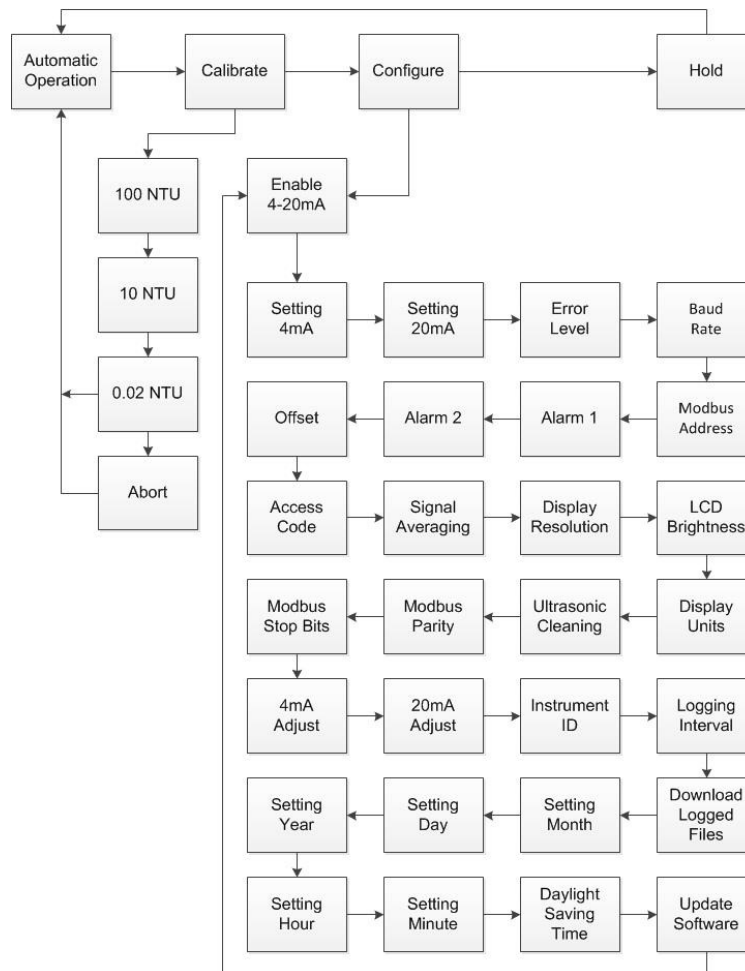 Automatic
Operation
Calibrate
Configure
Hold
100 NTU
10 NTU
0.02 NTU
Abort
Enable
4-20mA
Setting
4mA
Setting
20mA
Error
Level
Baud
Rate
Offset
Alarm 2
Alarm 1
Modbus
Address
Access
Code
Signal
Averaging
Display
Resolution
LCD
Brightness
Modbus
Stop Bits
Modbus
Parity
Ultrasonic
Cleaning
Display
Units
4mA
Adjust
20mA
Adjust
Instrument
ID
Logging
Interval
Setting
Year
Setting
Day
Setting
Month
Download
Logged
Files
Setting
Hour
Setting
Minute
Daylight
Saving
Time
Update
Software